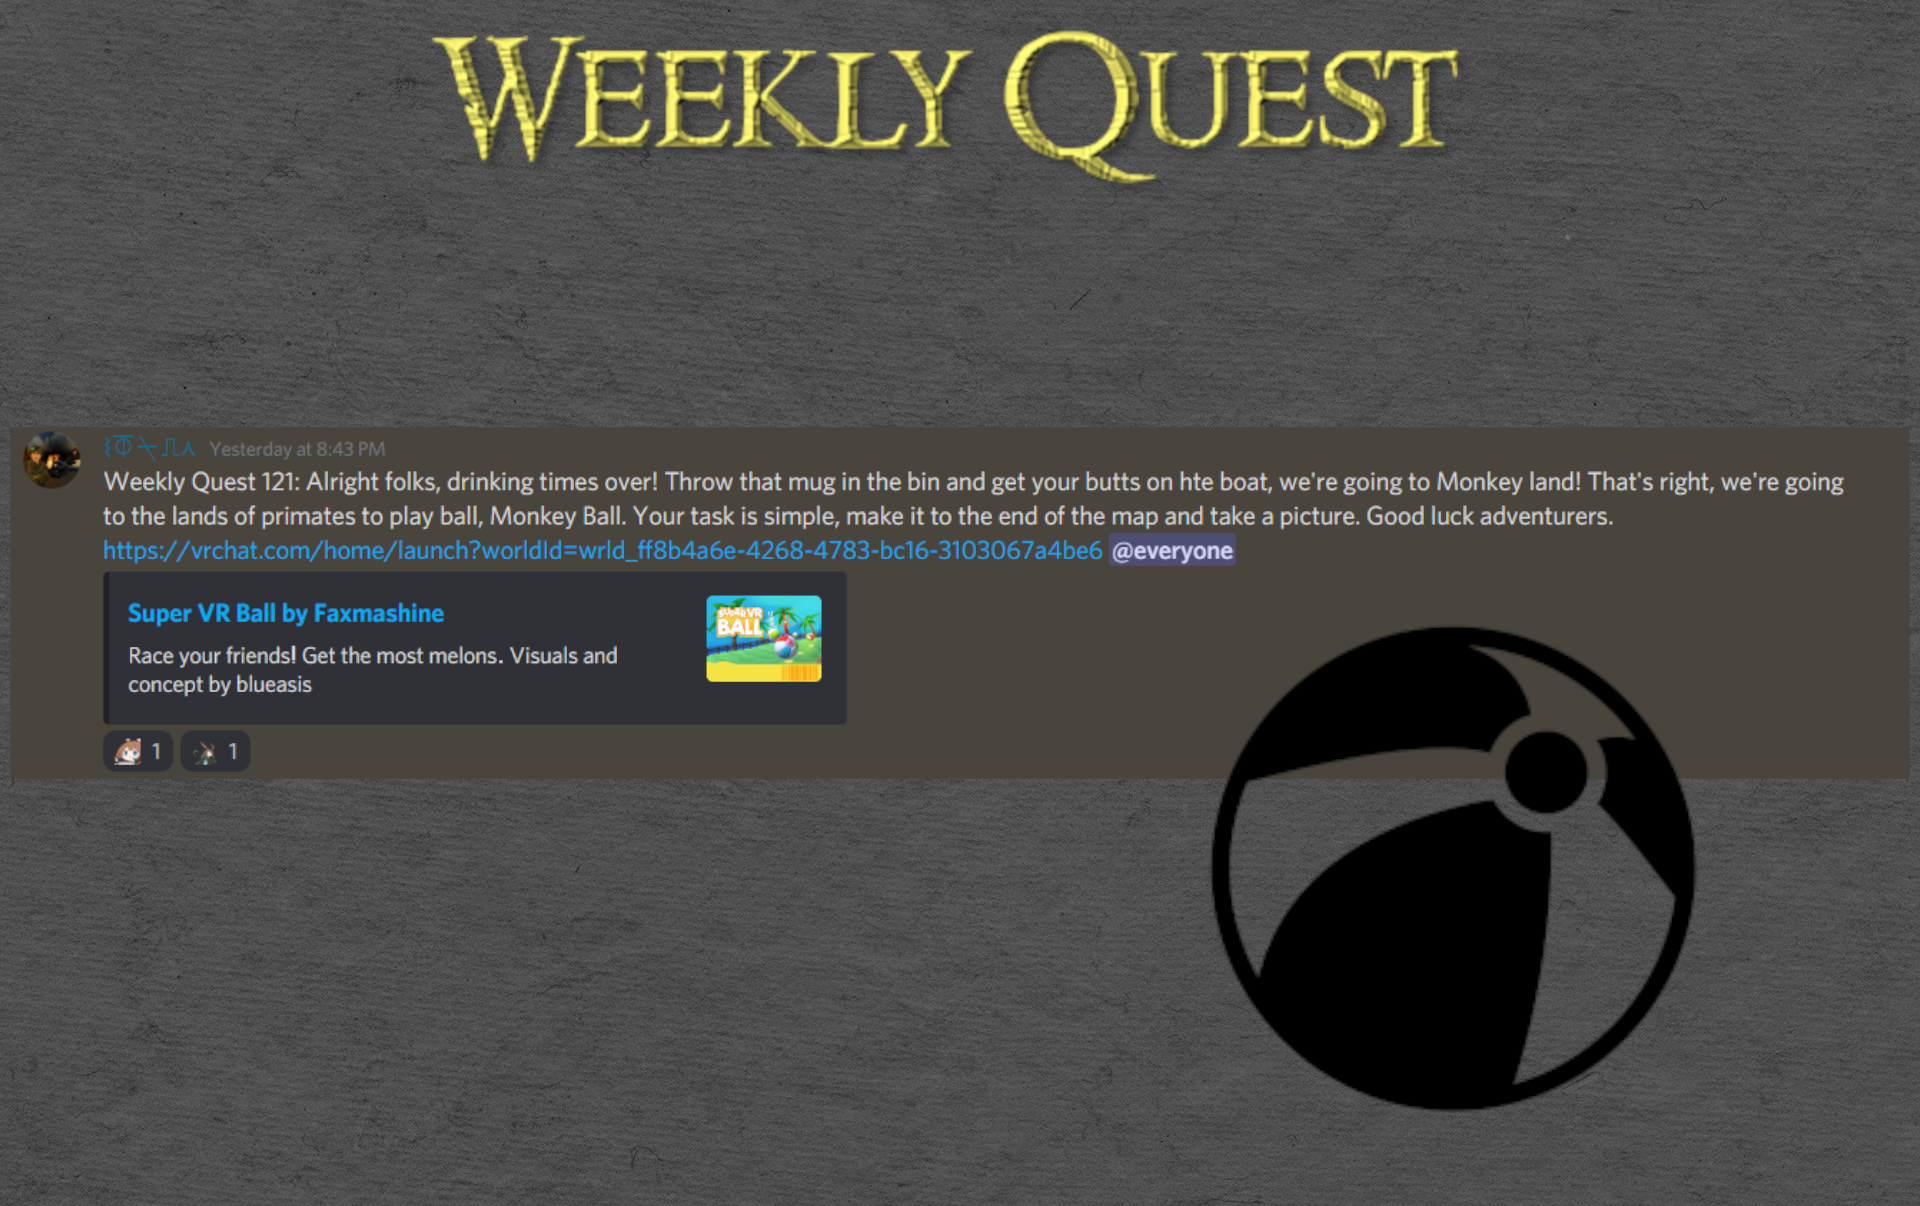 WEEKLY QUEST
Yesterday at 8:43 PM
Weekly Quest 121: Alright folks, drinking times over! Throw that mug in the bin and get your butts on hte boat, we're going to Monkey land! That's right, we're going
to the lands of primates to play ball, Monkey Ball. Your task is simple, make it to the end of the map and take a picture. Good luck adventurers.
https://vrchat.com/home/launch?worldId=wrld_ff8b4a6e-4268-4783-bc16-3103067a4be6 @everyone
Super VR Ball by Faxmashine
SUPER VR
BALL
Race your friends! Get the most melons. Visuals and
concept by blueasis
1 1